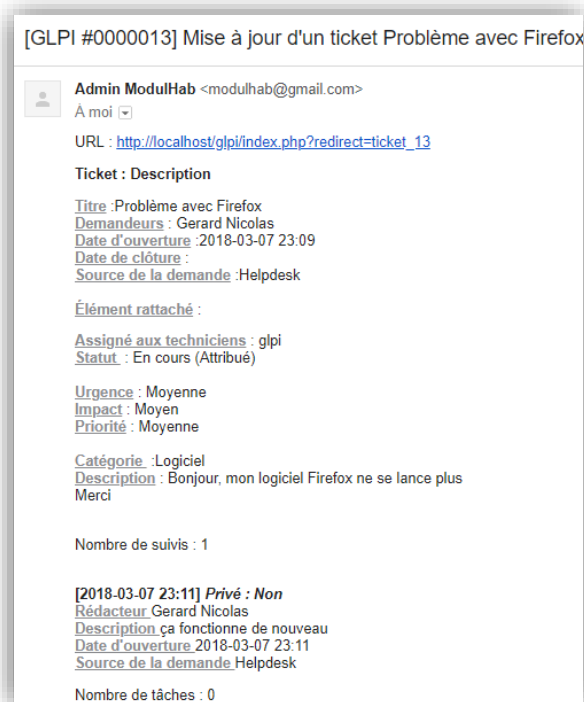 [GLPI #0000013] Mise à jour d'un ticket Problème avec Firefox
Admin ModulHab <modulhab@gmail.com>
À moi
URL : http://localhost/glpi/index.php?redirect=ticket_13
Ticket : Description
Titre :Problème avec Firefox
Demandeurs : Gerard Nicolas
Date d'ouverture :2018-03-07 23:09
Date de clôture :
Source de la demande :Helpdesk
Élément rattaché :
Assigné aux techniciens : glpi
Statut : En cours (Attribué)
Urgence : Moyenne
Impact : Moyen
Priorité : Moyenne
Catégorie :Logiciel
Description : Bonjour, mon logiciel Firefox ne se lance plus
Merci
Nombre de suivis : 1
[2018-03-07 23:11] Privé : Non
Rédacteur Gerard Nicolas
Description ça fonctionne de nouveau
Date d'ouverture 2018-03-07 23:11
Source de la demande Helpdesk
Nombre de tâches : 0